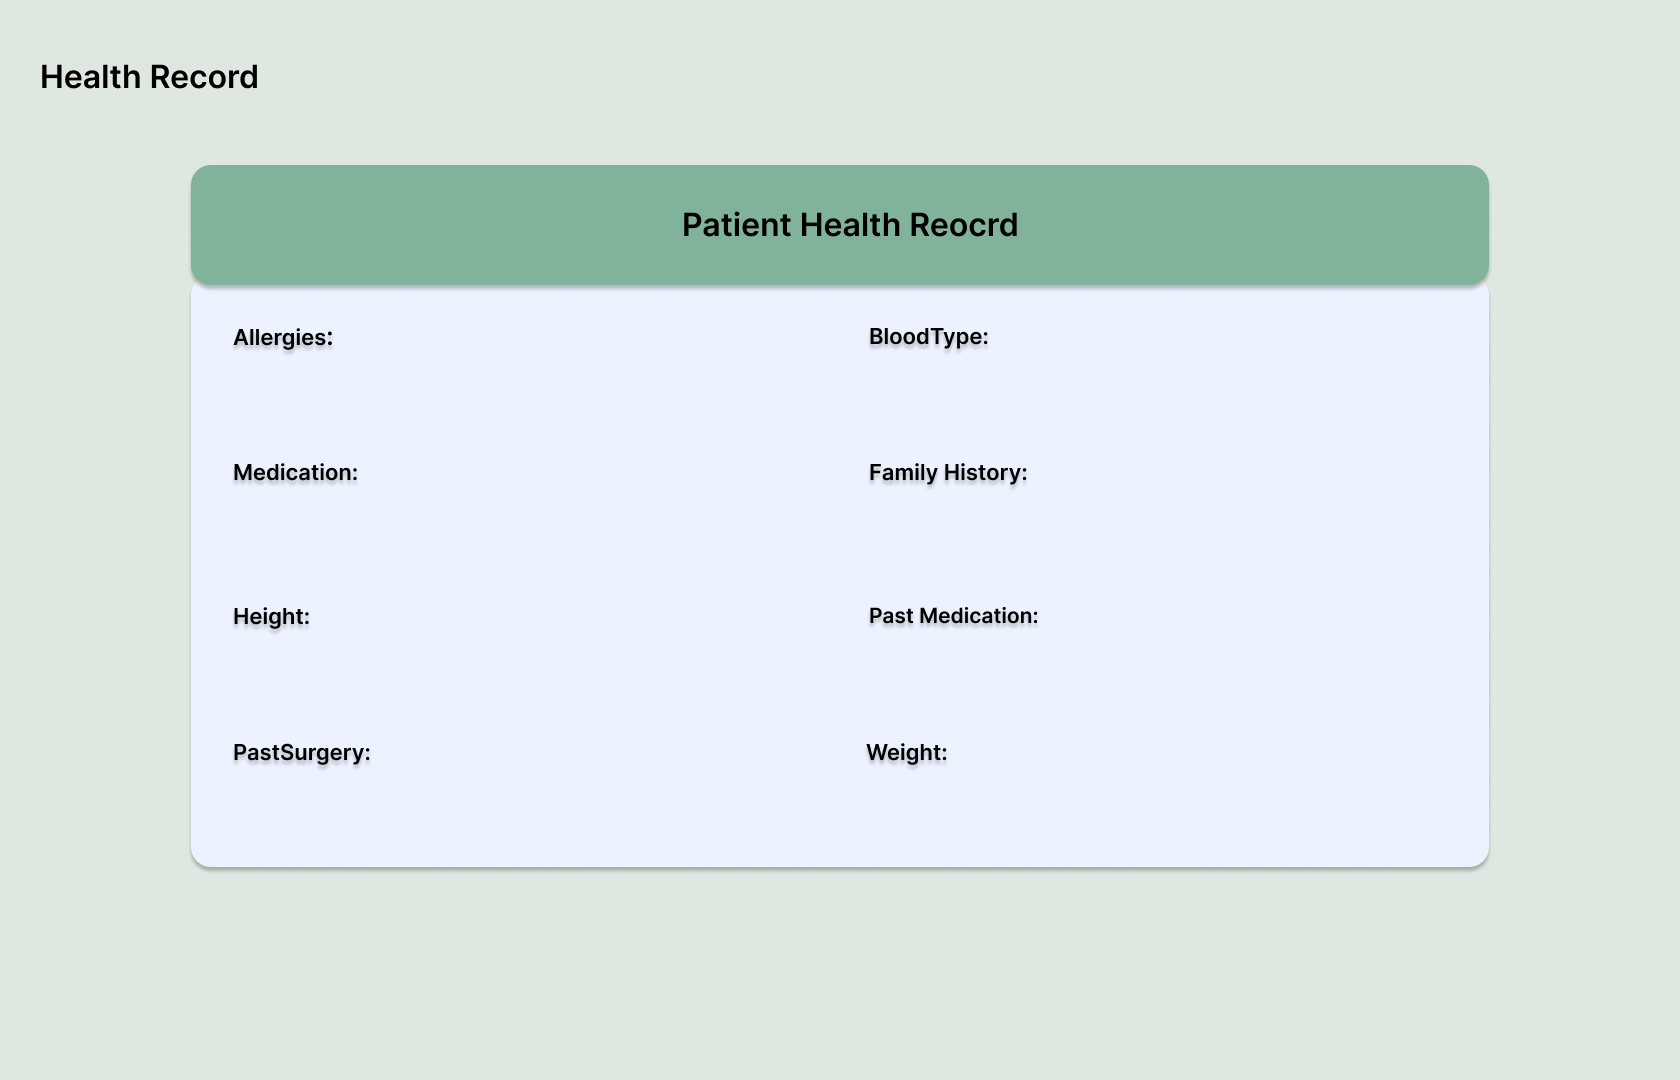 Health Record
Patient Health Reocrd
Allergies:
BloodType:
Medication:
Family History:
Height:
Past Medication:
PastSurgery:
Weight: